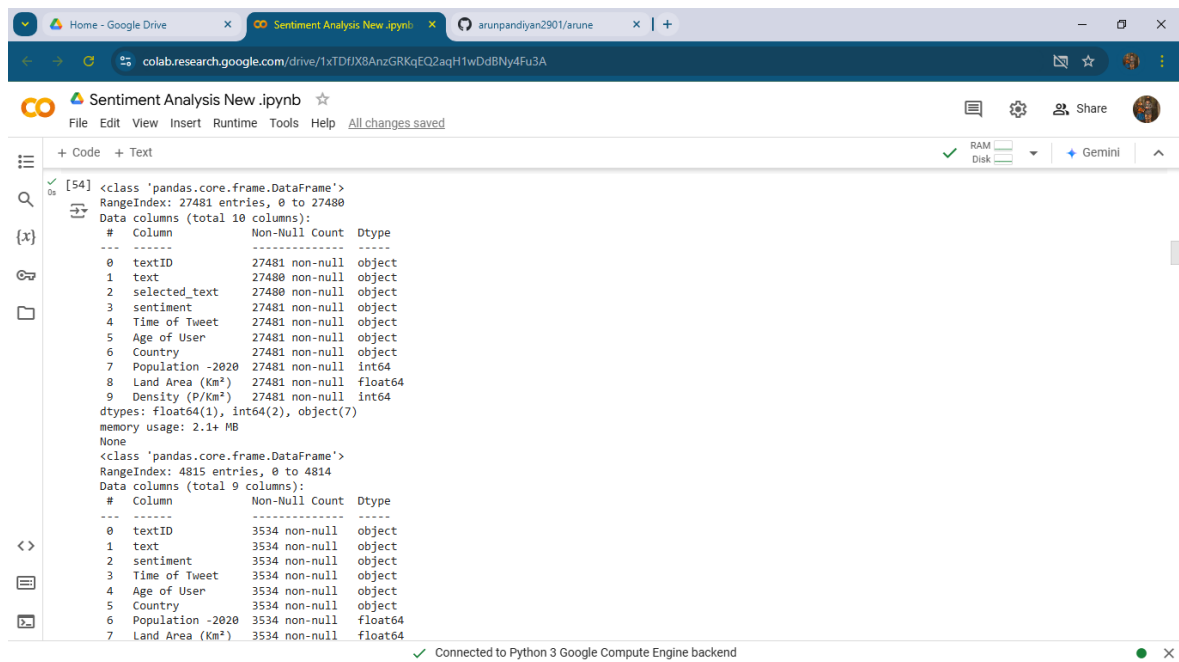 Home - Google Drive
Sentiment Analysis New .ipynb
arunpandiyan2901/arune
colab.research.google.com/drive/1xTDfJX8AnzGRKqEQ2aqH1wDdBNy4Fu3A
CO
Sentiment Analysis New .ipynb
File Edit View Insert Runtime Tools Help All changes saved
Share
+ Code + Text
RAM
Disk
Gemini
{x}
0s
[54] <class 'pandas.core.frame.DataFrame'>
RangeIndex: 27481 entries, 0 to 27480
Data columns (total 10 columns):
#   Column   Non-Null Count   Dtype
---  ------  --------------  -----
0   textID   27481 non-null   object
1   text   27480 non-null   object
2   selected_text   27480 non-null   object
3   sentiment   27481 non-null   object
4   Time of Tweet   27481 non-null   object
5   Age of User   27481 non-null   object
6   Country   27481 non-null   object
7   Population -2020   27481 non-null   int64
8   Land Area (Km²)   27481 non-null   float64
9   Density (P/Km²)   27481 non-null   int64
dtypes: float64(1), int64(2), object(7)
memory usage: 2.1+ MB
None
<class 'pandas.core.frame.DataFrame'>
RangeIndex: 4815 entries, 0 to 4814
Data columns (total 9 columns):
#   Column   Non-Null Count   Dtype
---  ------  --------------  -----
0   textID   3534 non-null   object
1   text   3534 non-null   object
2   sentiment   3534 non-null   object
3   Time of Tweet   3534 non-null   object
4   Age of User   3534 non-null   object
5   Country   3534 non-null   object
6   Population -2020   3534 non-null   float64
7   Land Area (Km²)   3534 non-null   float64
Connected to Python 3 Google Compute Engine backend